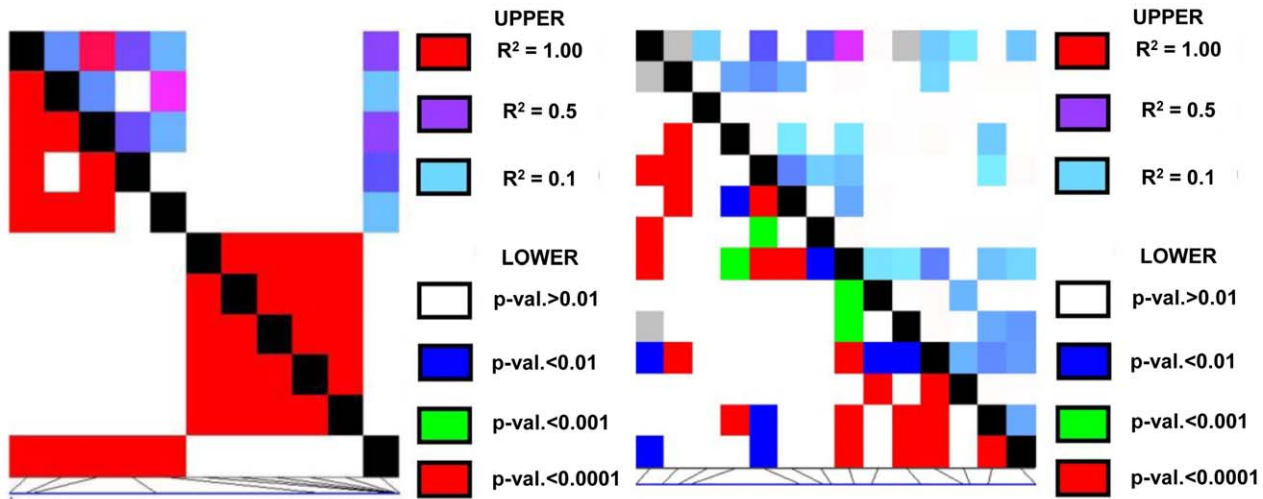 UPPER
R² = 1.00
R² = 0.5
R² = 0.1
LOWER
p-val.>0.01
p-val.<0.01
p-val.<0.001
p-val.<0.0001
UPPER
R² = 1.00
R² = 0.5
R² = 0.1
LOWER
p-val.>0.01
p-val.<0.01
p-val.<0.001
p-val.<0.0001